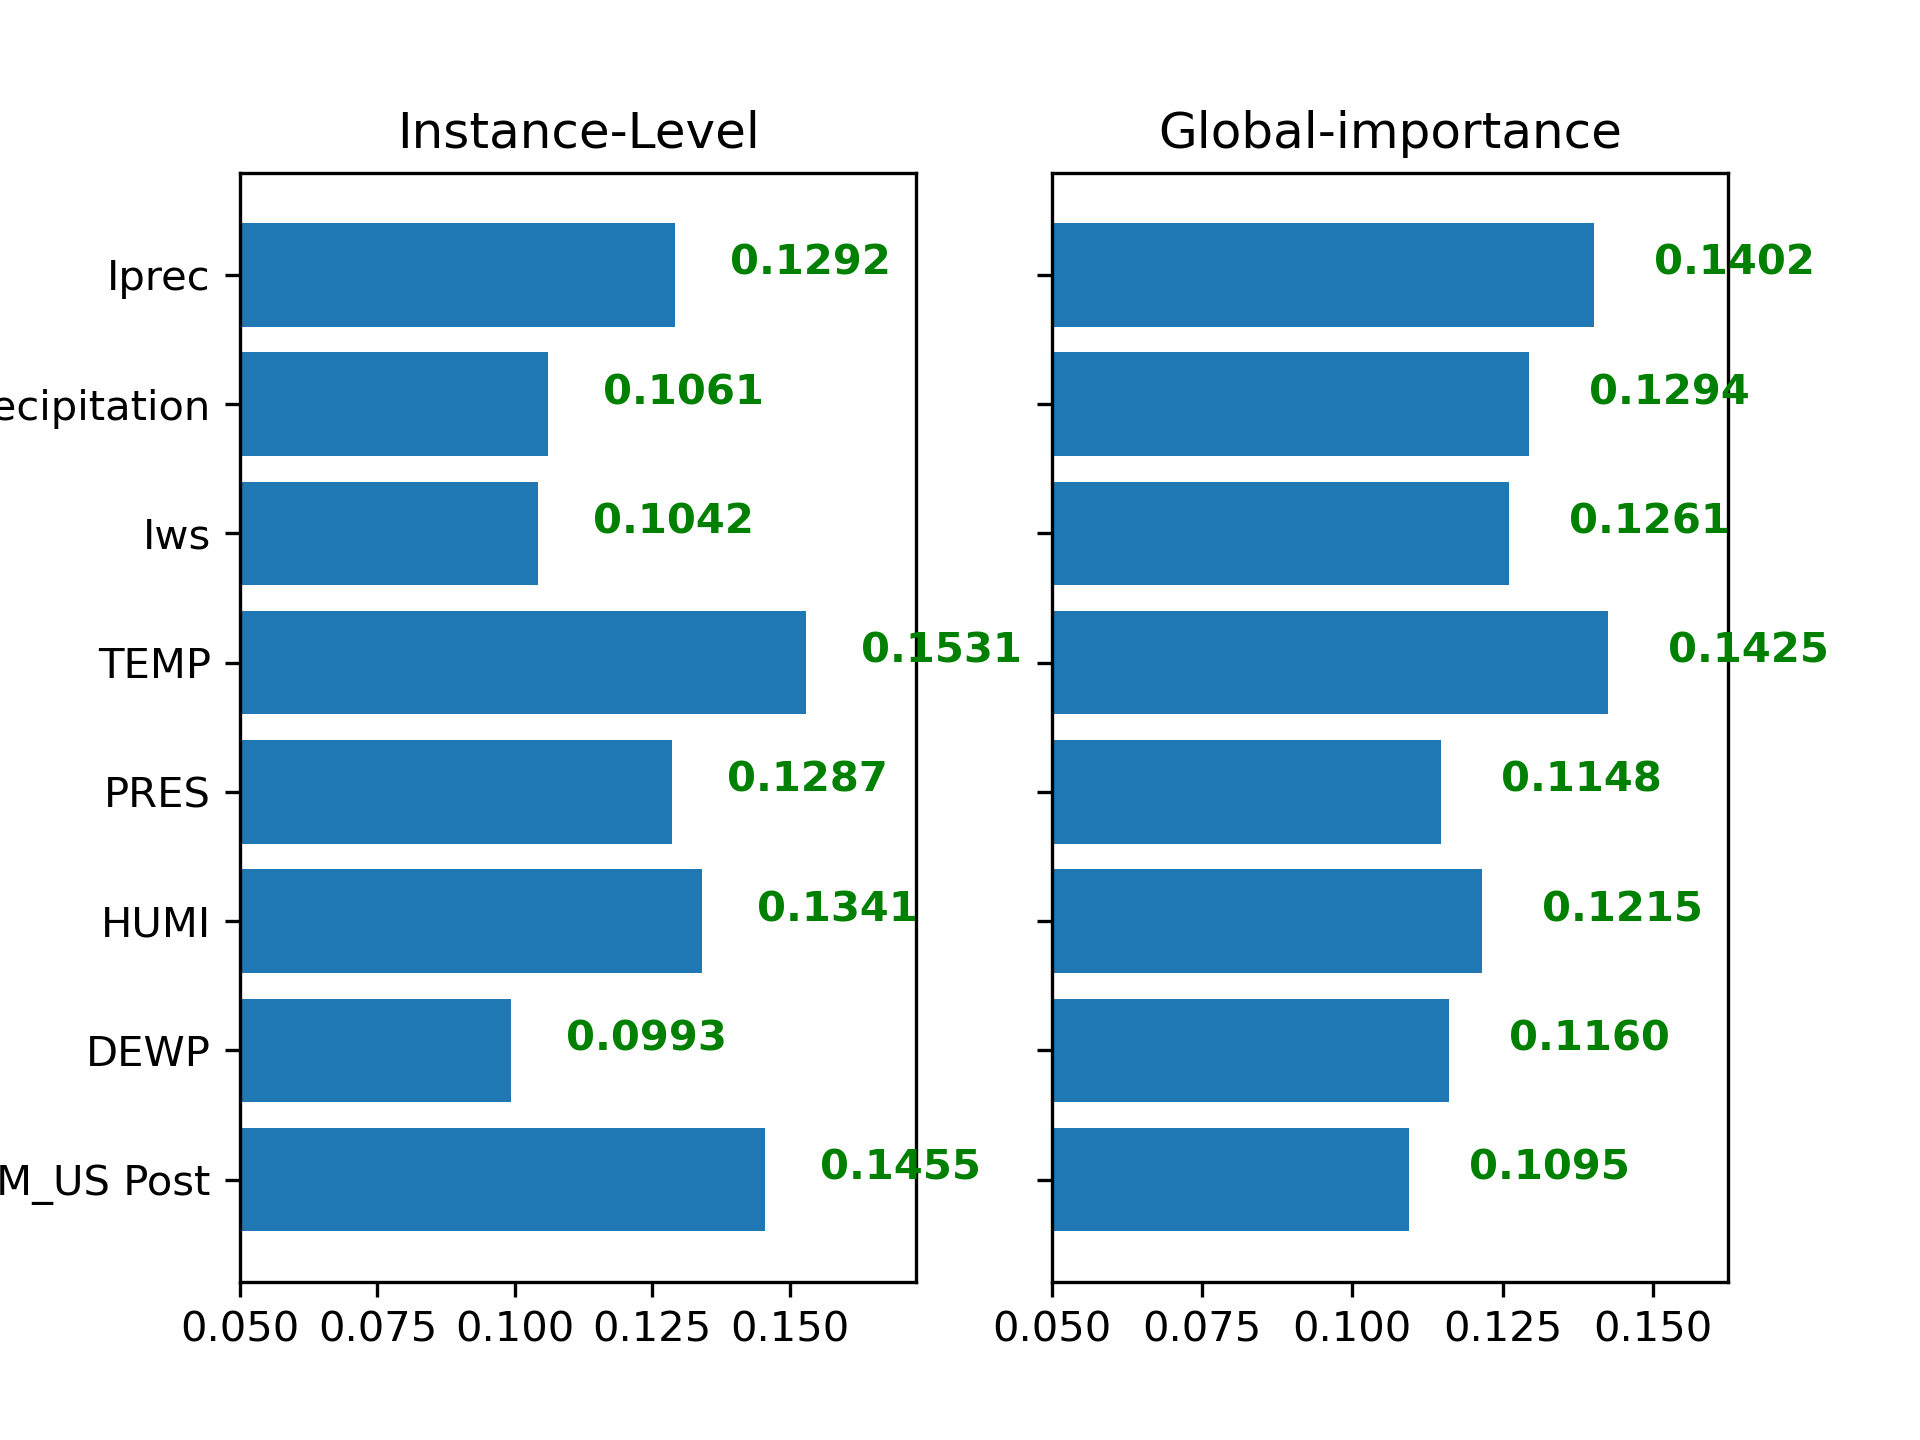 Instance-Level
Global-importance
Iprec
0.1292
0.1402
ecipitation
0.1061
0.1294
Iws
0.1042
0.1261
TEMP
0.1531
0.1425
PRES
0.1287
0.1148
HUMI
0.1341
0.1215
DEWP
0.0993
0.1160
M_US Post
0.1455
0.1095
0.050 0.075 0.100 0.125 0.150
0.050 0.075 0.100 0.125 0.150